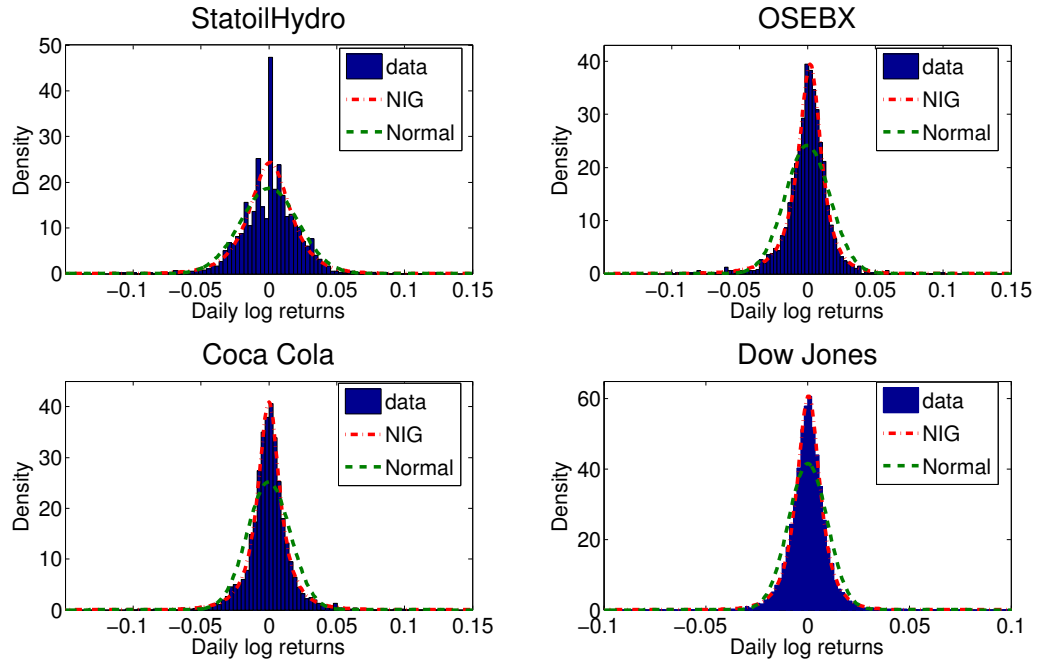 StatoilHydro
50
40
30
20
10
0
Density
−0.1
−0.05
0
0.05
0.1
0.15
Daily log returns
data
NIG
Normal
OSEBX
40
30
20
10
0
Density
−0.1
−0.05
0
0.05
0.1
0.15
Daily log returns
data
NIG
Normal
Coca Cola
40
30
20
10
0
Density
−0.1
−0.05
0
0.05
0.1
0.15
Daily log returns
data
NIG
Normal
Dow Jones
60
40
20
0
Density
−0.1
−0.05
0
0.05
0.1
Daily log returns
data
NIG
Normal